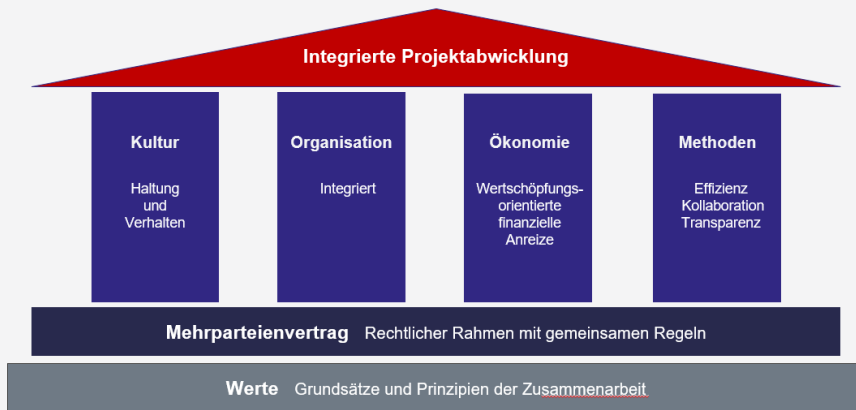 Integrierte Projektabwicklung
Kultur
Haltung
und
Verhalten
Organisation
Integriert
Ökonomie
Wertschöpfungs-
orientierte
finanzielle
Anreize
Methoden
Effizienz
Kollaboration
Transparenz
Mehrparteienvertrag Rechtlicher Rahmen mit gemeinsamen Regeln
Werte Grundsätze und Prinzipien der Zusammenarbeit